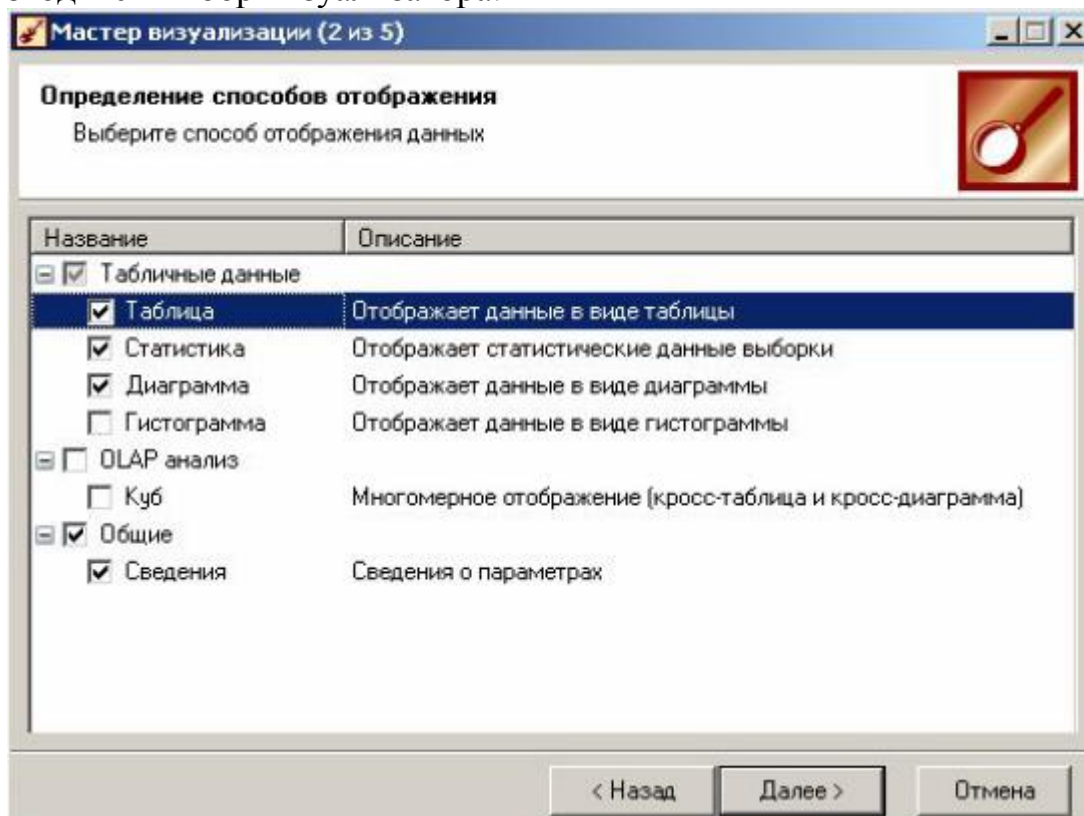 Мастер визуализации (2 из 5)
Определение способов отображения
Выберите способ отображения данных
Название Описание
Табличные данные
Таблица Отображает данные в виде таблицы
Статистика Отображает статистические данные выборки
Диаграмма Отображает данные в виде диаграммы
Гистограмма Отображает данные в виде гистограммы
OLAP анализ
Куб Многомерное отображение (кросс-таблица и кросс-диаграмма)
Общие
Сведения Сведения о параметрах
< Назад Далее > Отмена